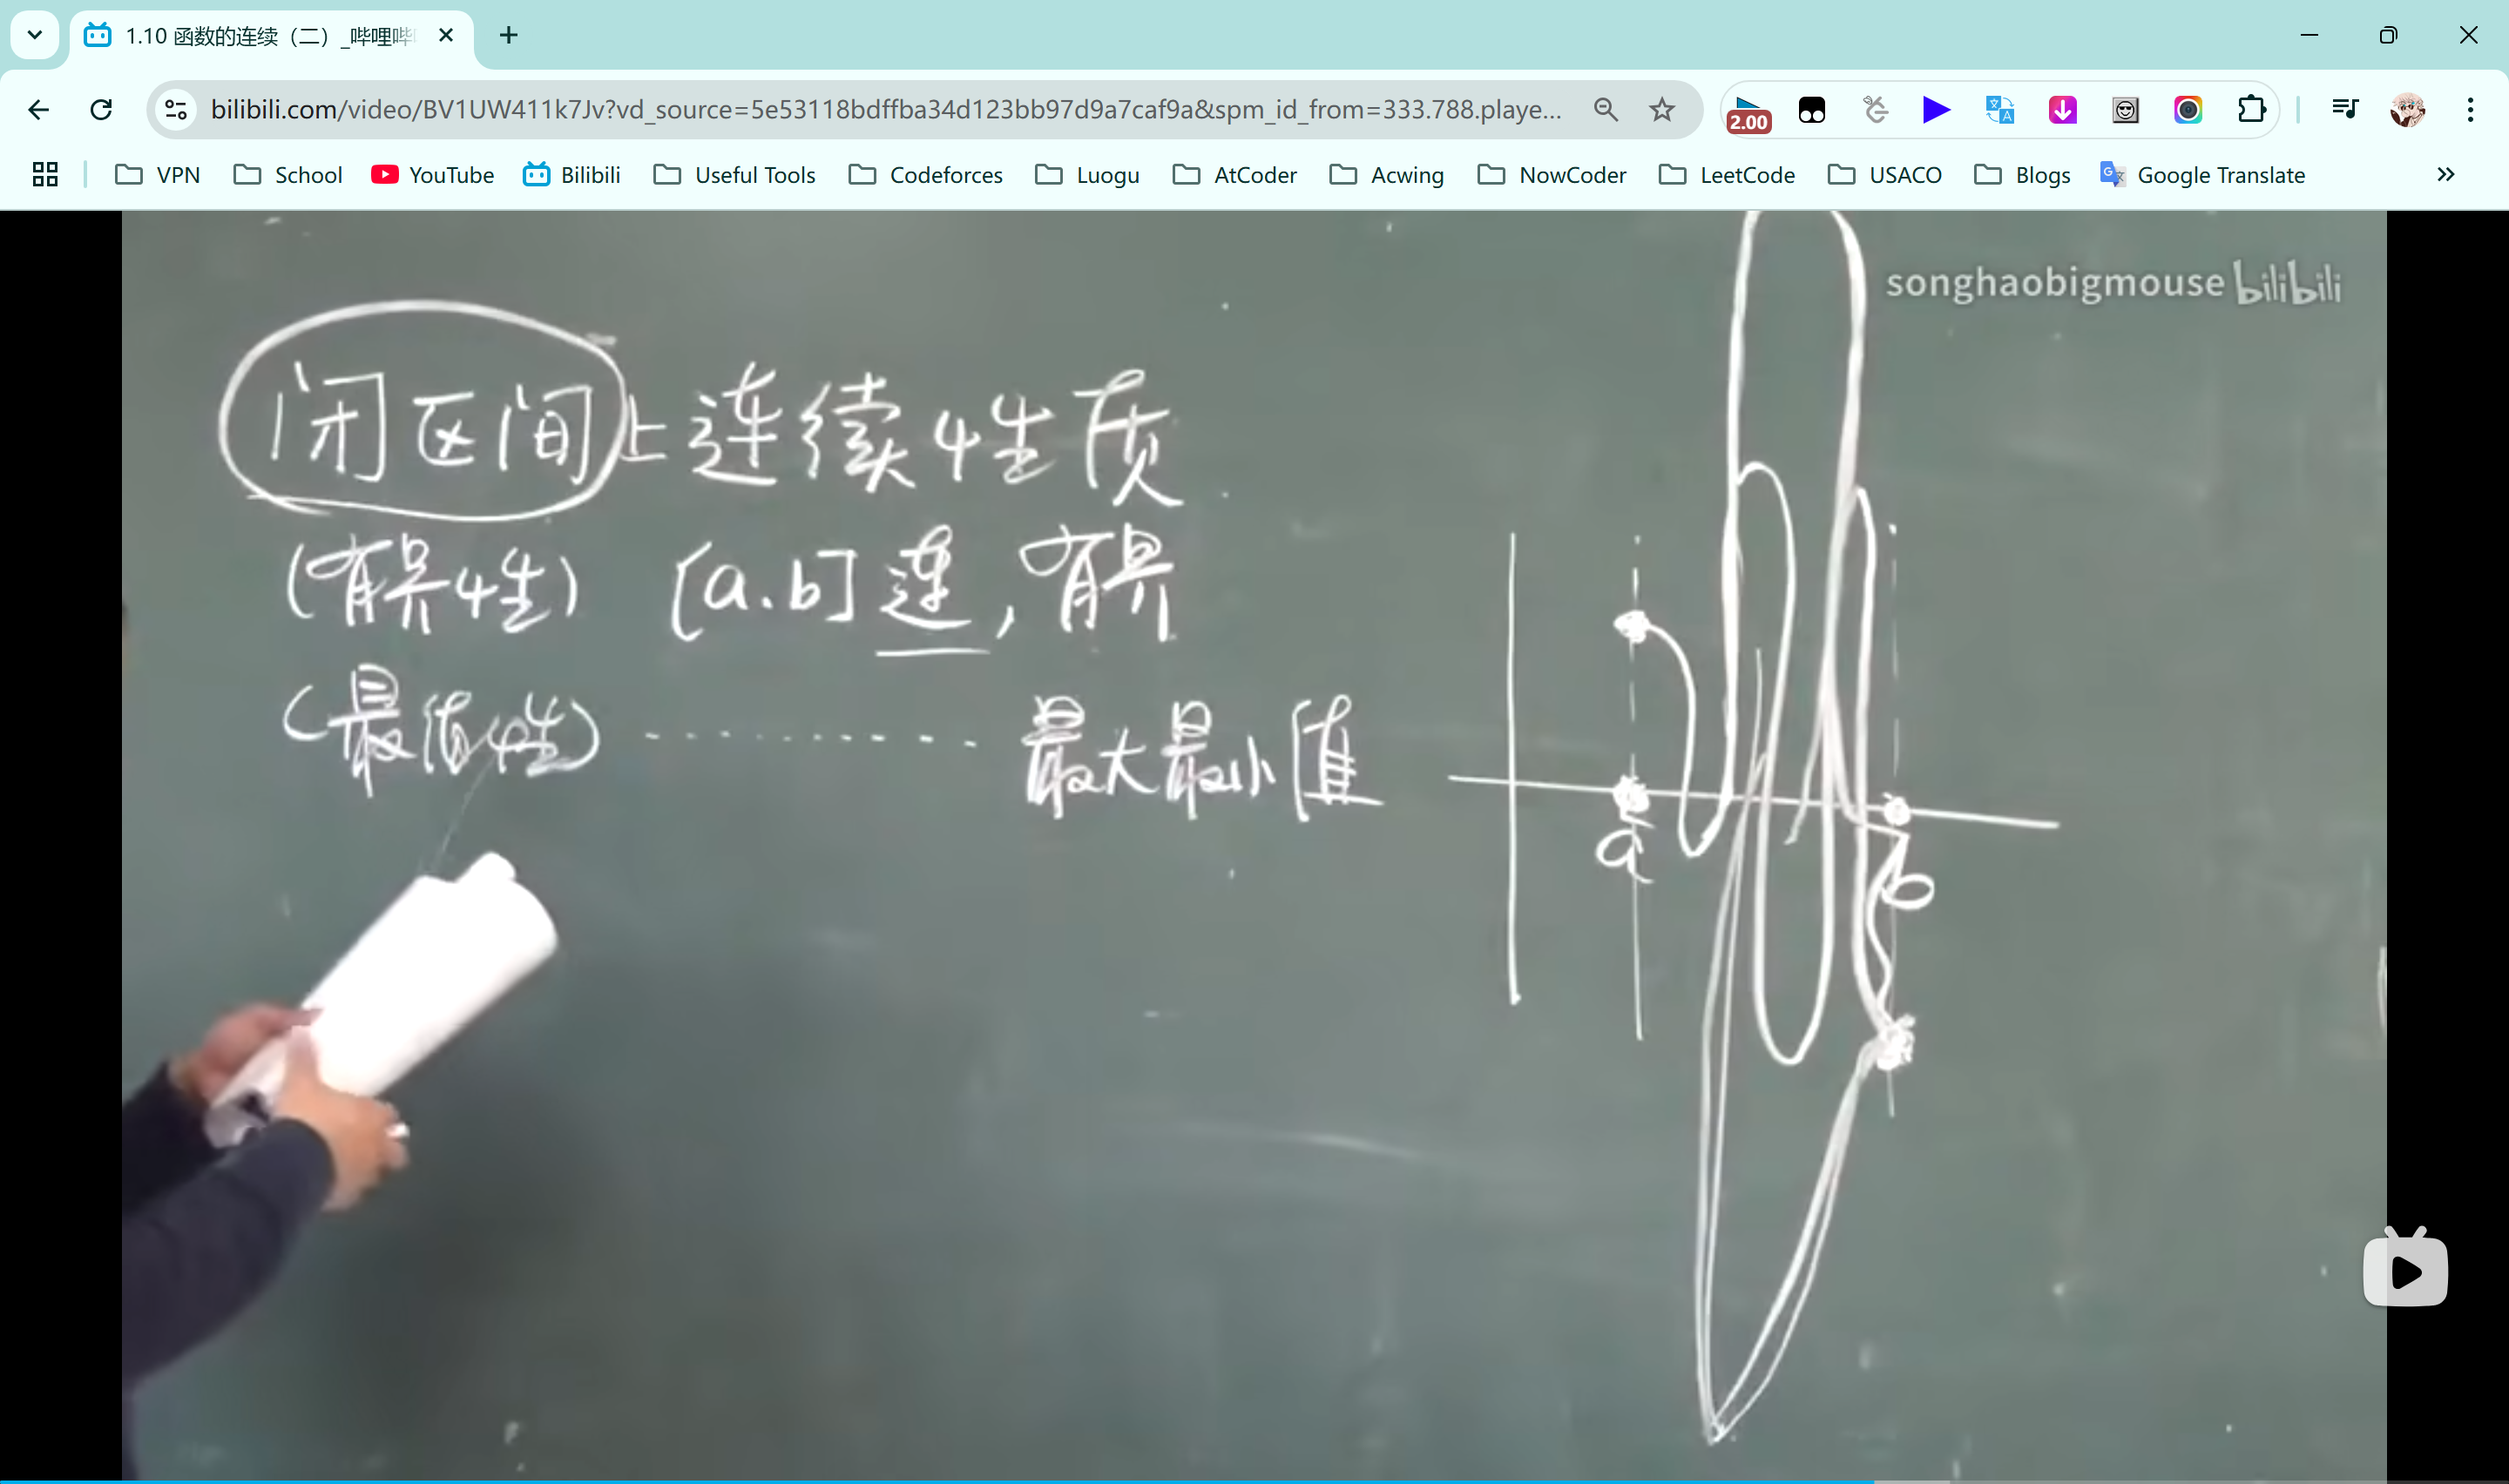 1.10 函数的连续（二）_哔哩哔
bilibili.com/video/BV1UW411k7Jv?vd_source=5e53118bdffba34d123bb97d9a7caf9a&spm_id_from=333.788.playe...
2.00
VPN School YouTube Bilibili Useful Tools Codeforces Luogu AtCoder Acwing NowCoder LeetCode USACO Blogs Google Translate
songhaobigmouse bilibili
闭区间上连续性质
(有界性) [a.b]连,有界
(最值性) ········· 最大最小值
a
b